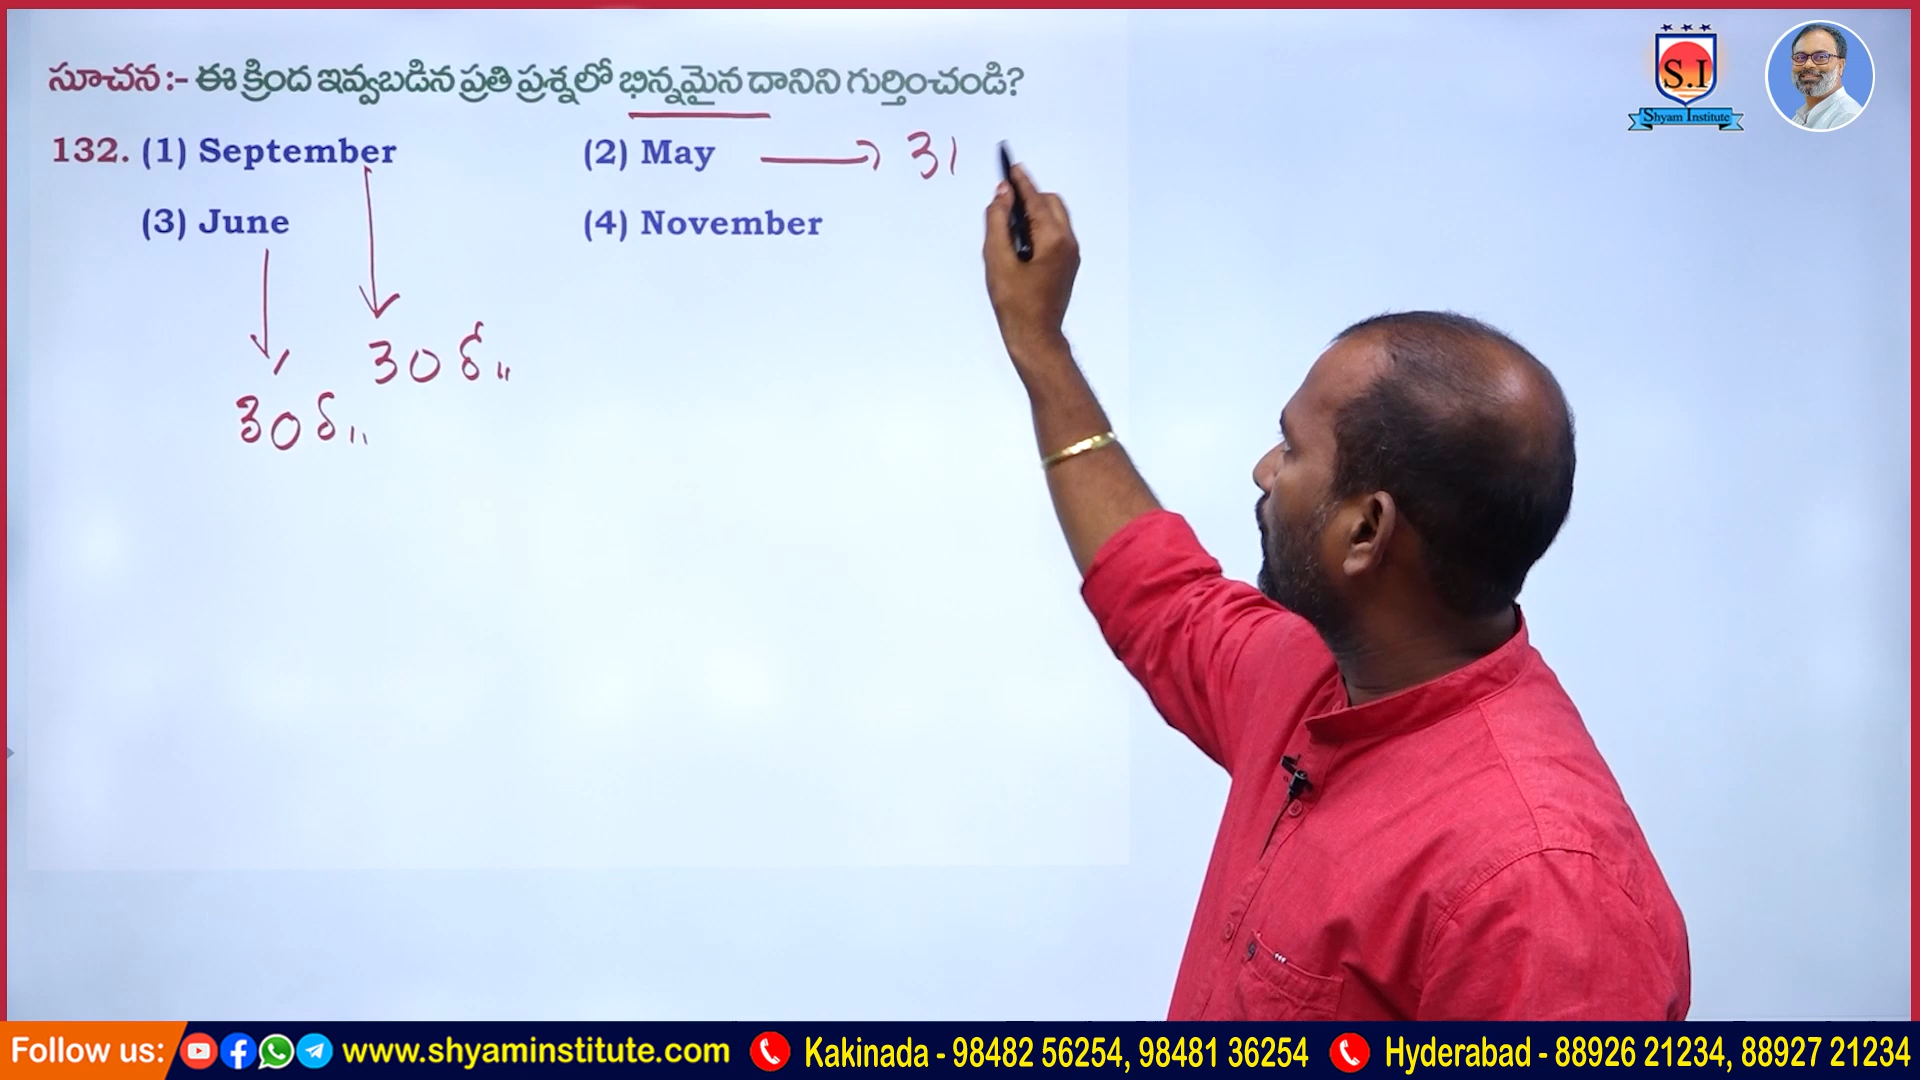 సూచన :- ఈ క్రింద ఇవ్వబడిన ప్రతి ప్రశ్నలో భిన్నమైన దానిని గుర్తించండి?
132. (1) September (2) May 31
(3) June (4) November
30 రో॥
30 రో॥
S.I
Shyam Institute
Follow us: www.shyaminstitute.com Kakinada - 98482 56254, 98481 36254 Hyderabad - 88926 21234, 88927 21234